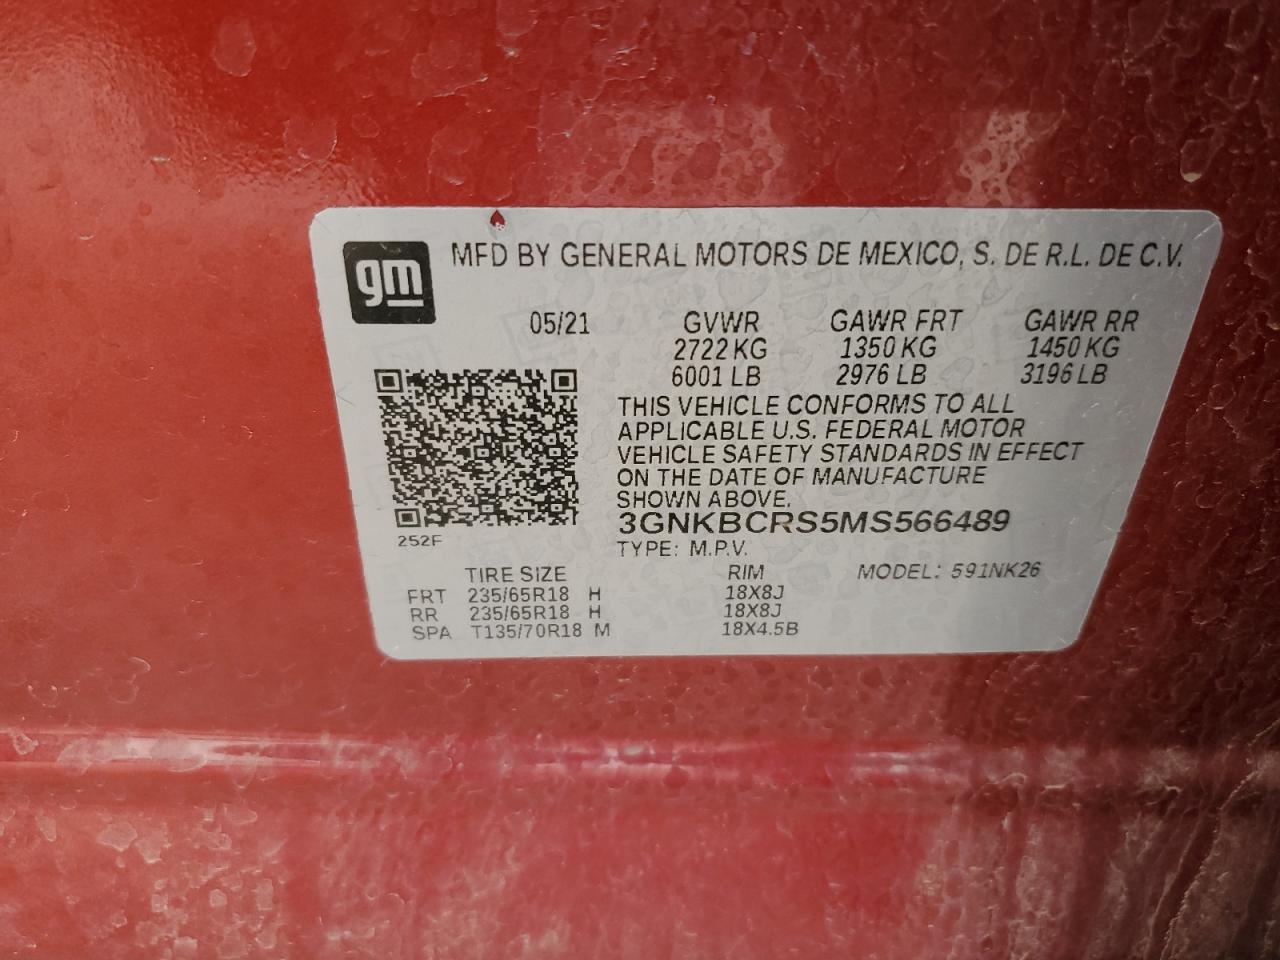 gm
MFD BY GENERAL MOTORS DE MEXICO, S. DE R.L. DE C.V.
05/21 GVWR GAWR FRT GAWR RR
2722 KG 1350 KG 1450 KG
6001 LB 2976 LB 3196 LB
THIS VEHICLE CONFORMS TO ALL
APPLICABLE U.S. FEDERAL MOTOR
VEHICLE SAFETY STANDARDS IN EFFECT
ON THE DATE OF MANUFACTURE
SHOWN ABOVE.
3GNKBCRS5MS566489
252F
TYPE: M.P.V.
TIRE SIZE RIM MODEL: 591NK26
FRT 235/65R18 H 18X8J
RR 235/65R18 H 18X8J
SPA T135/70R18 M 18X4.5B